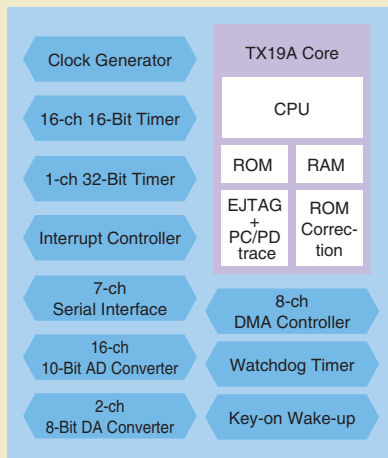 Clock Generator
16-ch 16-Bit Timer
1-ch 32-Bit Timer
Interrupt Controller
7-ch
Serial Interface
16-ch
10-Bit AD Converter
2-ch
8-Bit DA Converter
TX19A Core
CPU
ROM
RAM
EJTAG
+
PC/PD
trace
ROM
Correc-
tion
8-ch
DMA Controller
Watchdog Timer
Key-on Wake-up